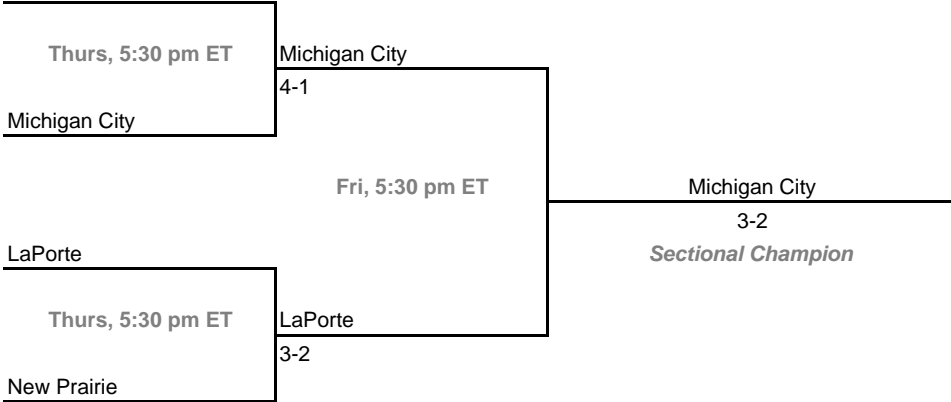 Thurs, 5:30 pm ET
Michigan City
4-1
Michigan City
Fri, 5:30 pm ET
Michigan City
3-2
Sectional Champion
LaPorte
Thurs, 5:30 pm ET
LaPorte
3-2
New Prairie